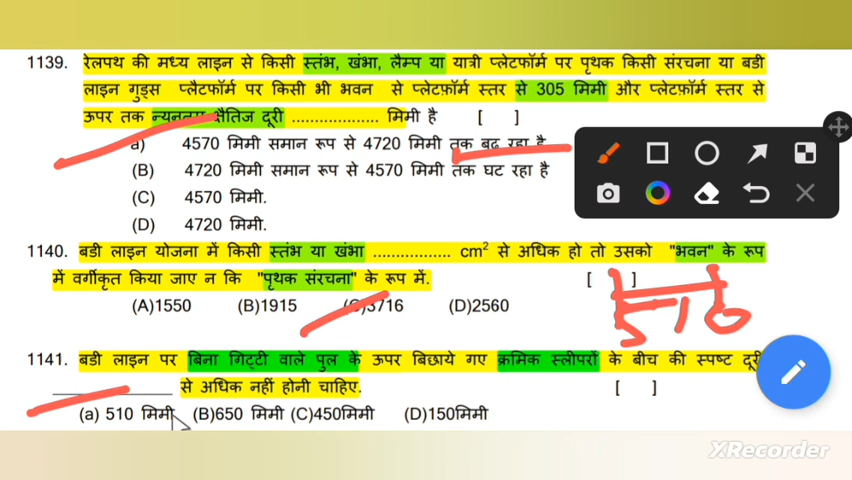 1139. रेलपथ की मध्य लाइन से किसी स्तंभ, खंभा, लैम्प या यात्री प्लेटफॉर्म पर पृथक किसी संरचना या बडी
लाइन गुड्स प्लैटफॉर्म पर किसी भी भवन से प्लेटफ़ॉर्म स्तर से 305 मिमी और प्लेटफ़ॉर्म स्तर से
ऊपर तक न्यूनतम क्षैतिज दूरी ................... मिमी है [ ]
a) 4570 मिमी समान रूप से 4720 मिमी तक बढ़ रहा है
(B) 4720 मिमी समान रूप से 4570 मिमी तक घट रहा है
(C) 4570 मिमी.
(D) 4720 मिमी.
1140. बडी लाइन योजना में किसी स्तंभ या खंभा ................. cm² से अधिक हो तो उसको "भवन" के रूप
में वर्गीकृत किया जाए न कि "पृथक संरचना" के रूप में. [ ]
(A)1550 (B)1915 (C)3716 (D)2560
510
1141. बडी लाइन पर बिना गिट्टी वाले पुल के ऊपर बिछाये गए क्रमिक स्लीपरों के बीच की स्पष्ट दूरी
____________ से अधिक नहीं होनी चाहिए. [ ]
(a) 510 मिमी (B)650 मिमी (C)450मिमी (D)150मिमी
XRecorder